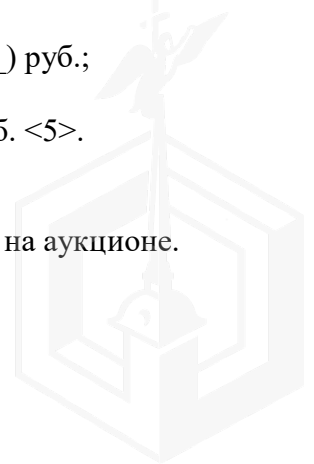 _) руб.;
б. <5>.
на аукционе.